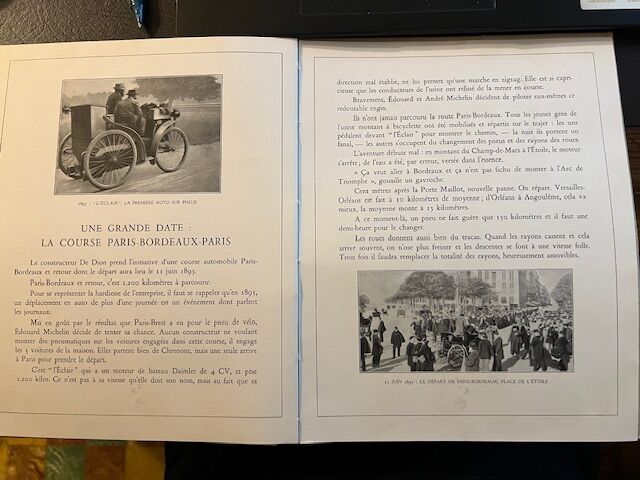 1895 : "L'ÉCLAIR", LA PREMIÈRE AUTO SUR PNEUS
UNE GRANDE DATE :
LA COURSE PARIS-BORDEAUX-PARIS
Le constructeur De Dion prend l'initiative d'une course automobile Paris-
Bordeaux et retour dont le départ aura lieu le 11 juin 1895.
Paris-Bordeaux et retour, c'est 1.200 kilomètres à parcourir.
Pour se représenter la hardiesse de l'entreprise, il faut se rappeler qu'en 1895,
un déplacement en auto de plus d'une journée est un événement dont parlent
les journaux.
Mis en goût par le résultat que Paris-Brest a eu pour le pneu de vélo,
Édouard Michelin décide de tenter sa chance. Aucun constructeur ne voulant
monter des pneumatiques sur les voitures engagées dans cette course, il engage
les 3 voitures de la maison. Elles partent bien de Clermont, mais une seule arrive
à Paris pour prendre le départ.
C'est "l'Éclair" qui a un moteur de bateau Daimler de 4 CV, et pèse
1.200 kilos. Ce n'est pas à sa vitesse qu'elle doit son nom, mais au fait que sa
direction mal établie, ne lui permet qu'une marche en zigzag. Elle est si capri-
cieuse que les conducteurs de l'usine ont refusé de la mener en course.
Bravement, Édouard et André Michelin décident de piloter eux-mêmes ce
redoutable engin.
Ils n'ont jamais parcouru la route Paris-Bordeaux. Tous les jeunes gens de
l'usine montant à bicyclette ont été mobilisés et répartis sur le trajet : les uns
pédalent devant "l'Éclair" pour montrer le chemin, — la nuit ils portent un
fanal, — les autres s'occupent du changement des pneus et des rayons des roues.
L'aventure débute mal : en montant du Champ-de-Mars à l'Étoile, le moteur
s'arrête; de l'eau a été, par erreur, versée dans l'essence.
« Ça veut aller à Bordeaux et ça n'est pas fichu de monter à l'Arc de
Triomphe », gouaille un gavroche.
Cent mètres après la Porte Maillot, nouvelle panne. On répare. Versailles-
Orléans est fait à 10 kilomètres de moyenne; d'Orléans à Angoulême, cela va
mieux, la moyenne monte à 15 kilomètres.
A ce moment-là, un pneu ne fait guère que 150 kilomètres et il faut une
demi-heure pour le changer.
Les roues donnent aussi bien du tracas. Quand les rayons cassent et cela
arrive souvent, on n'ose plus freiner et les descentes se font à une vitesse folle.
Trois fois il faudra remplacer la totalité des rayons, heureusement amovibles.
11 JUIN 1895 : LE DÉPART DE PARIS-BORDEAUX, PLACE DE L'ÉTOILE